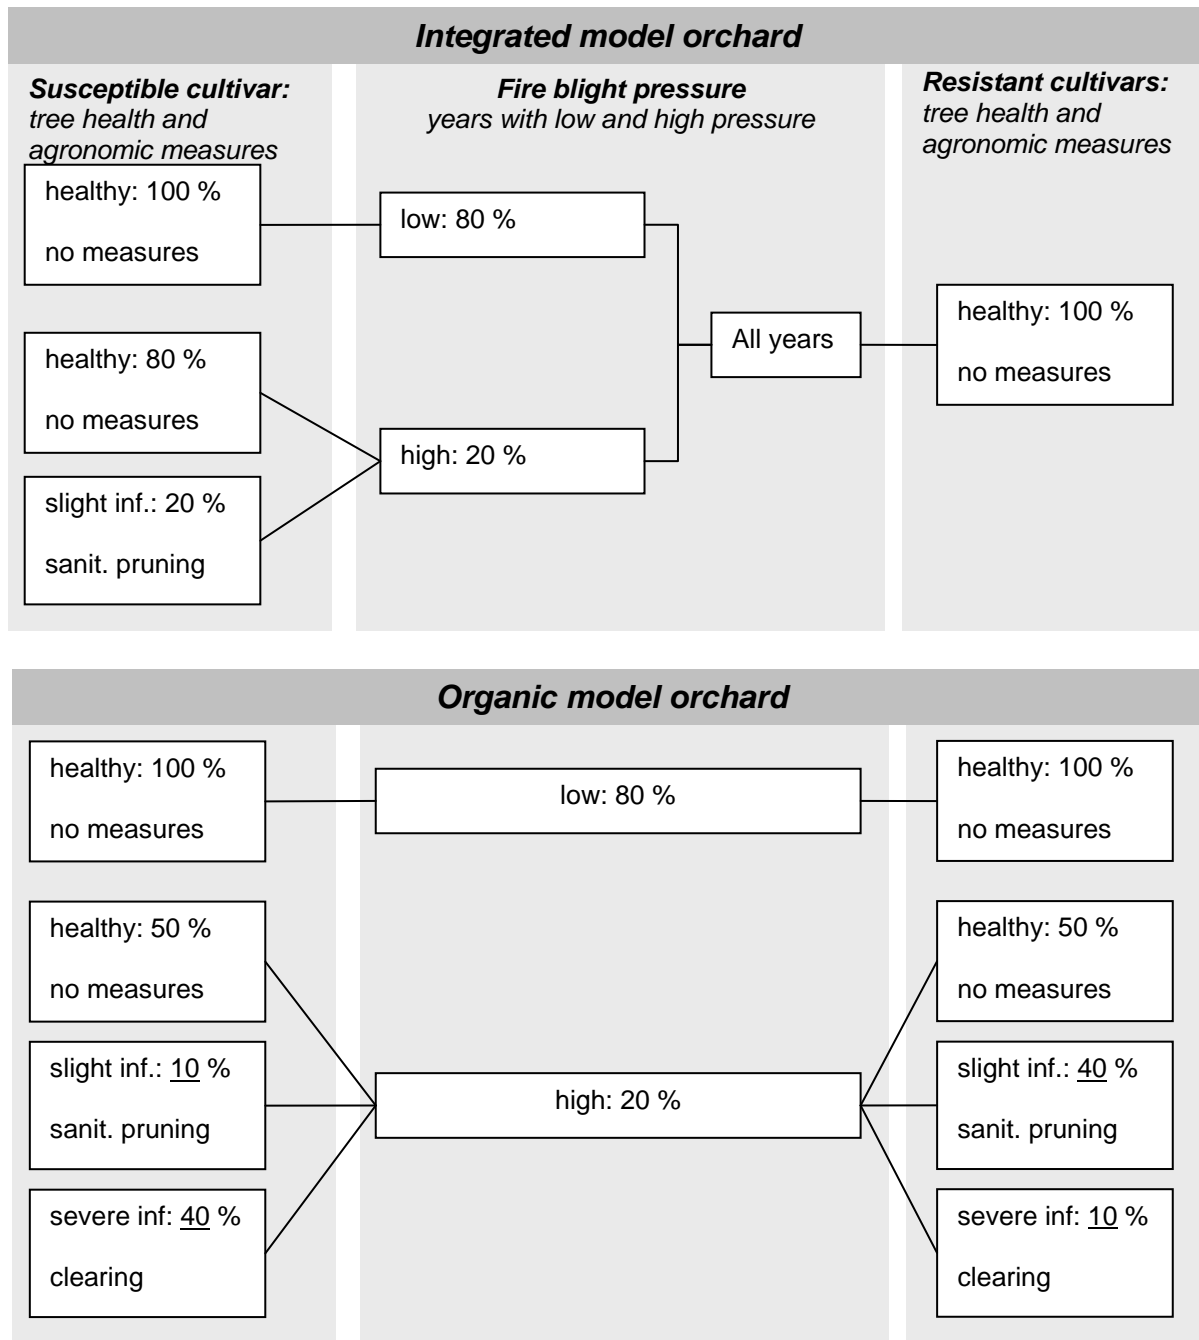 Integrated model orchard
Susceptible cultivar:
tree health and
agronomic measures
Fire blight pressure
years with low and high pressure
Resistant cultivars:
tree health and
agronomic measures
healthy: 100 %
no measures
healthy: 80 %
no measures
slight inf.: 20 %
sanit. pruning
low: 80 %
high: 20 %
All years
healthy: 100 %
no measures
Organic model orchard
healthy: 100 %
no measures
healthy: 50 %
no measures
slight inf.: 10 %
sanit. pruning
severe inf: 40 %
clearing
low: 80 %
high: 20 %
healthy: 100 %
no measures
healthy: 50 %
no measures
slight inf.: 40 %
sanit. pruning
severe inf: 10 %
clearing